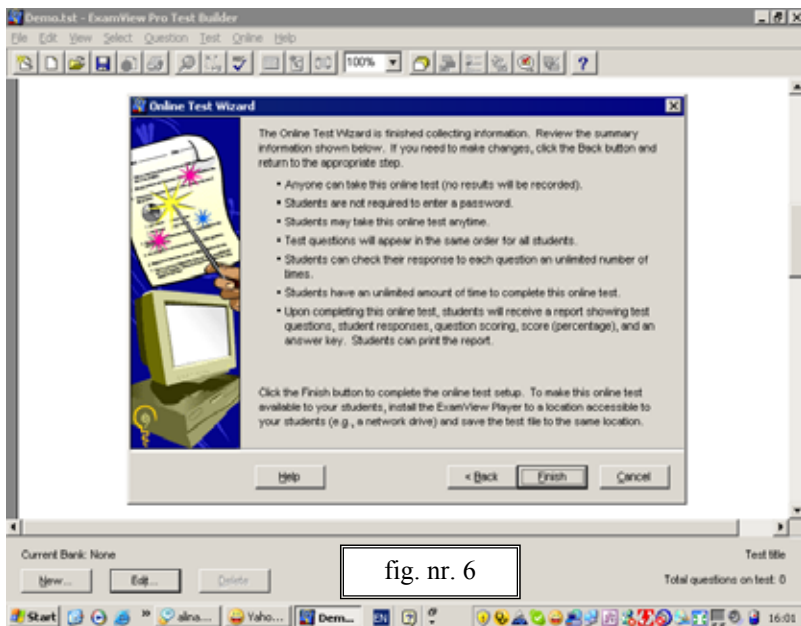 Demo.tst - ExamView Pro Test Builder
File Edit View Select Question Test Online Help
100%
Online Test Wizard
The Online Test Wizard is finished collecting information. Review the summary
information shown below. If you need to make changes, click the Back button and
return to the appropriate step.
• Anyone can take this online test (no results will be recorded).
• Students are not required to enter a password.
• Students may take this online test anytime.
• Test questions will appear in the same order for all students.
• Students can check their response to each question an unlimited number of
times.
• Students have an unlimited amount of time to complete this online test.
• Upon completing this online test, students will receive a report showing test
questions, student responses, question scoring, score (percentage), and an
answer key. Students can print the report.
Click the Finish button to complete the online test setup. To make this online test
available to your students, install the ExamView Player to a location accessible to
your students (e.g., a network drive) and save the test file to the same location.
Help < Back Finish Cancel
Current Bank: None Test title
New... Edit... Delete Total questions on test: 0
fig. nr. 6
Start » alina... Yaho... Dem... EN 16:01